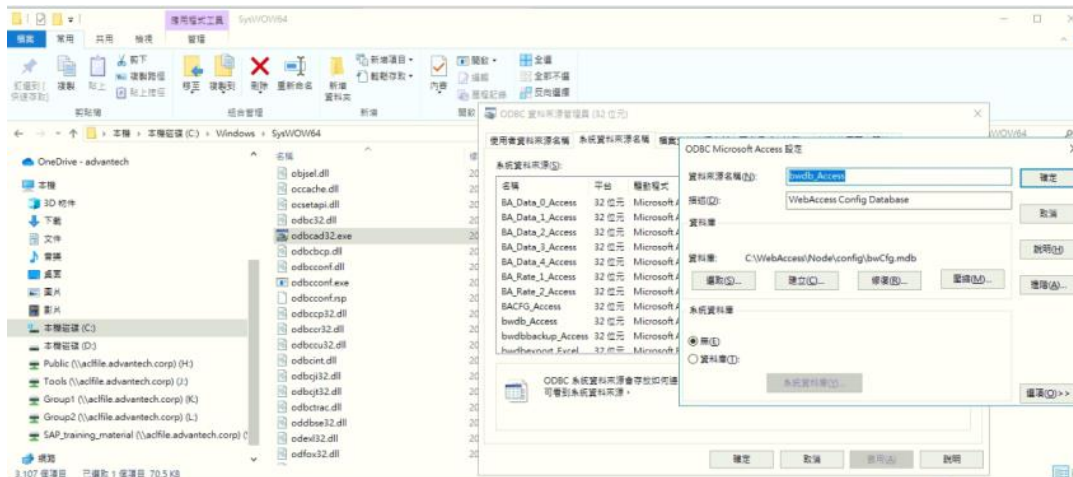 應用程式工具 SysWOW64
檔案 常用 共用 檢視 管理
釘選到 [
快速存取]
複製 貼上
剪下
複製路徑
貼上捷徑
移至 複製到 刪除 重新命名
新增
資料夾
新增項目
輕鬆存取
內容
開啟
編輯
歷程記錄
全選
全部不選
反向選擇
剪貼簿 組合管理 新增 開啟
本機 › 本機磁碟 (C:) › Windows › SysWOW64
OneDrive - advantech
本機
3D 物件
下載
文件
音樂
桌面
圖片
影片
本機磁碟 (C:)
本機磁碟 (D:)
Public (\\aclfile.advantech.corp) (H:)
Tools (\\aclfile.advantech.corp) (J:)
Group1 (\\aclfile.advantech.corp) (K:)
Group2 (\\aclfile.advantech.corp) (L:)
SAP_training_material (\\aclfile.advantech.corp) (
網路
3,107 個項目 已選取 1 個項目 70.5 KB
名稱
objsel.dll
occache.dll
ocsetapi.dll
odbc32.dll
odbcad32.exe
odbcbcp.dll
odbcconf.dll
odbcconf.exe
odbcconf.rsp
odbccp32.dll
odbccr32.dll
odbccu32.dll
odbcint.dll
odbcji32.dll
odbcjt32.dll
odbctrac.dll
oddbse32.dll
odexl32.dll
odfox32.dll
ODBC 資料來源管理員 (32 位元)
使用者資料來源名稱 系統資料來源名稱
系統資料來源(S):
名稱 平台 驅動程式
BA_Data_0_Access 32 位元 Microsoft A
BA_Data_1_Access 32 位元 Microsoft A
BA_Data_2_Access 32 位元 Microsoft A
BA_Data_3_Access 32 位元 Microsoft A
BA_Data_4_Access 32 位元 Microsoft A
BA_Rate_1_Access 32 位元 Microsoft A
BA_Rate_2_Access 32 位元 Microsoft A
BACFG_Access 32 位元 Microsoft A
bwdb_Access 32 位元 Microsoft A
bwdbbackup_Access 32 位元 Microsoft A
bwdbexport_Excel 32 位元 Microsoft E
ODBC 系統資料來源會存放如何連
可看到系統資料來源。
確定 取消 套用(A) 說明
ODBC Microsoft Access 設定
資料來源名稱(N): bwdb_Access
描述(D): WebAccess Config Database
資料庫
資料庫: C:\WebAccess\Node\config\bwCfg.mdb
選取(S)... 建立(C)... 修復(R)... 壓縮(M)...
系統資料庫
無(E)
資料庫(T):
系統資料庫(Y)...
確定
取消
說明(H)
進階(A)...
選項(O)>>